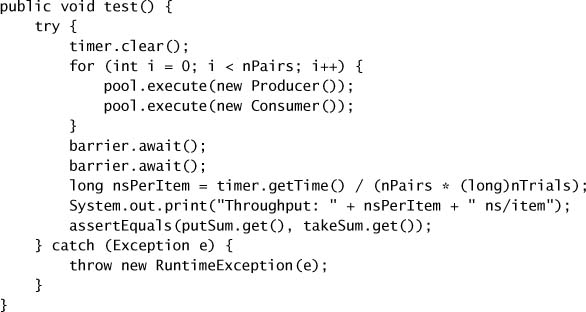 public void test() {
    try {
        timer.clear();
        for (int i = 0; i < nPairs; i++) {
            pool.execute(new Producer());
            pool.execute(new Consumer());
        }
        barrier.await();
        barrier.await();
        long nsPerItem = timer.getTime() / (nPairs * (long)nTrials);
        System.out.print("Throughput: " + nsPerItem + " ns/item");
        assertEquals(putSum.get(), takeSum.get());
    } catch (Exception e) {
        throw new RuntimeException(e);
    }
}